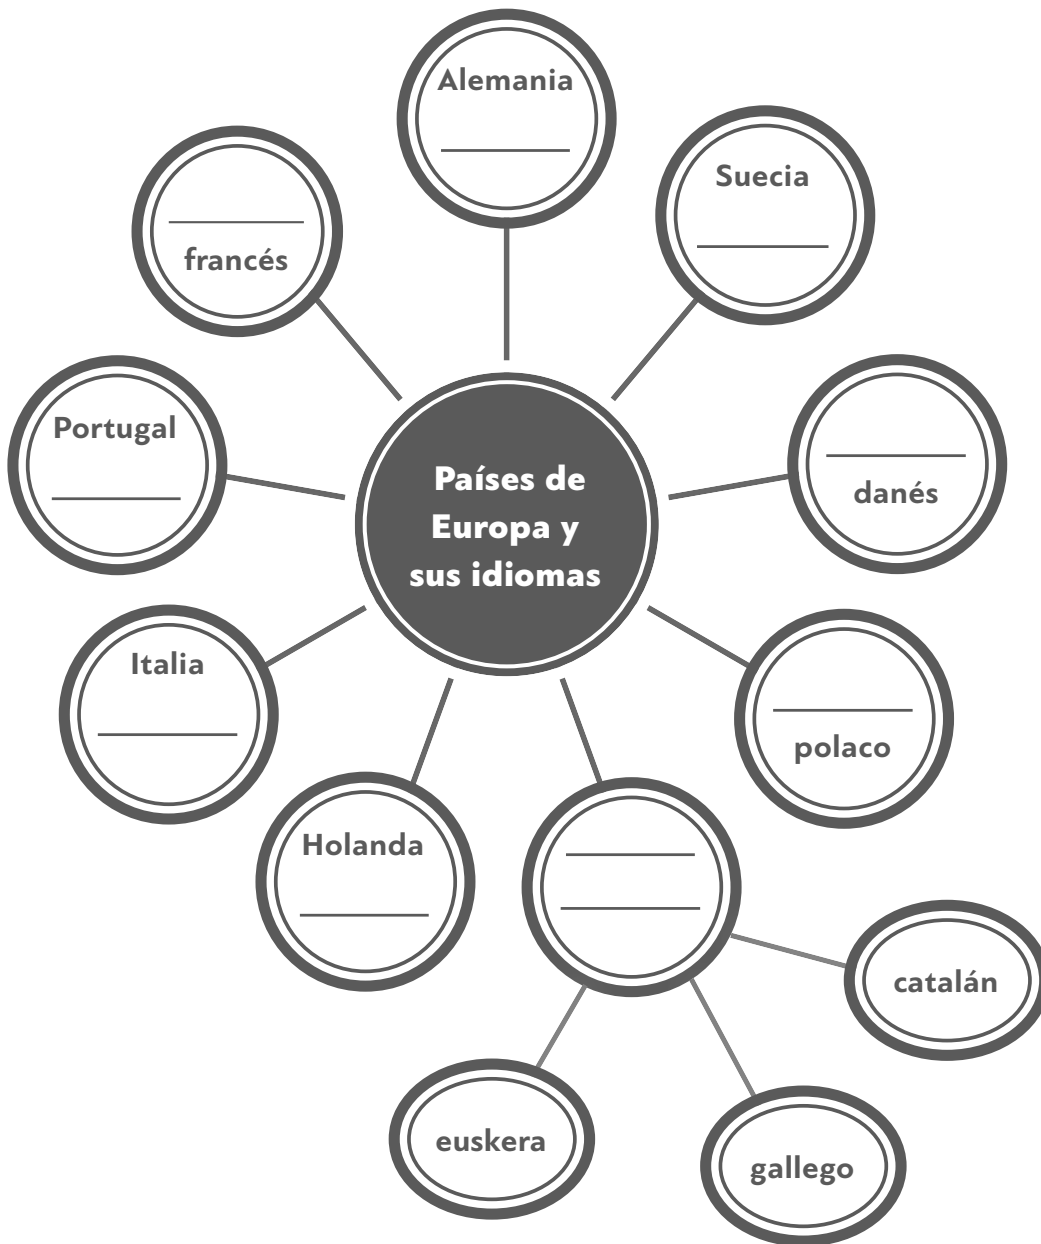 Alemania
Suecia
francés
Portugal
danés
Países de
Europa y
sus idiomas
Italia
polaco
Holanda
catalán
euskera
gallego